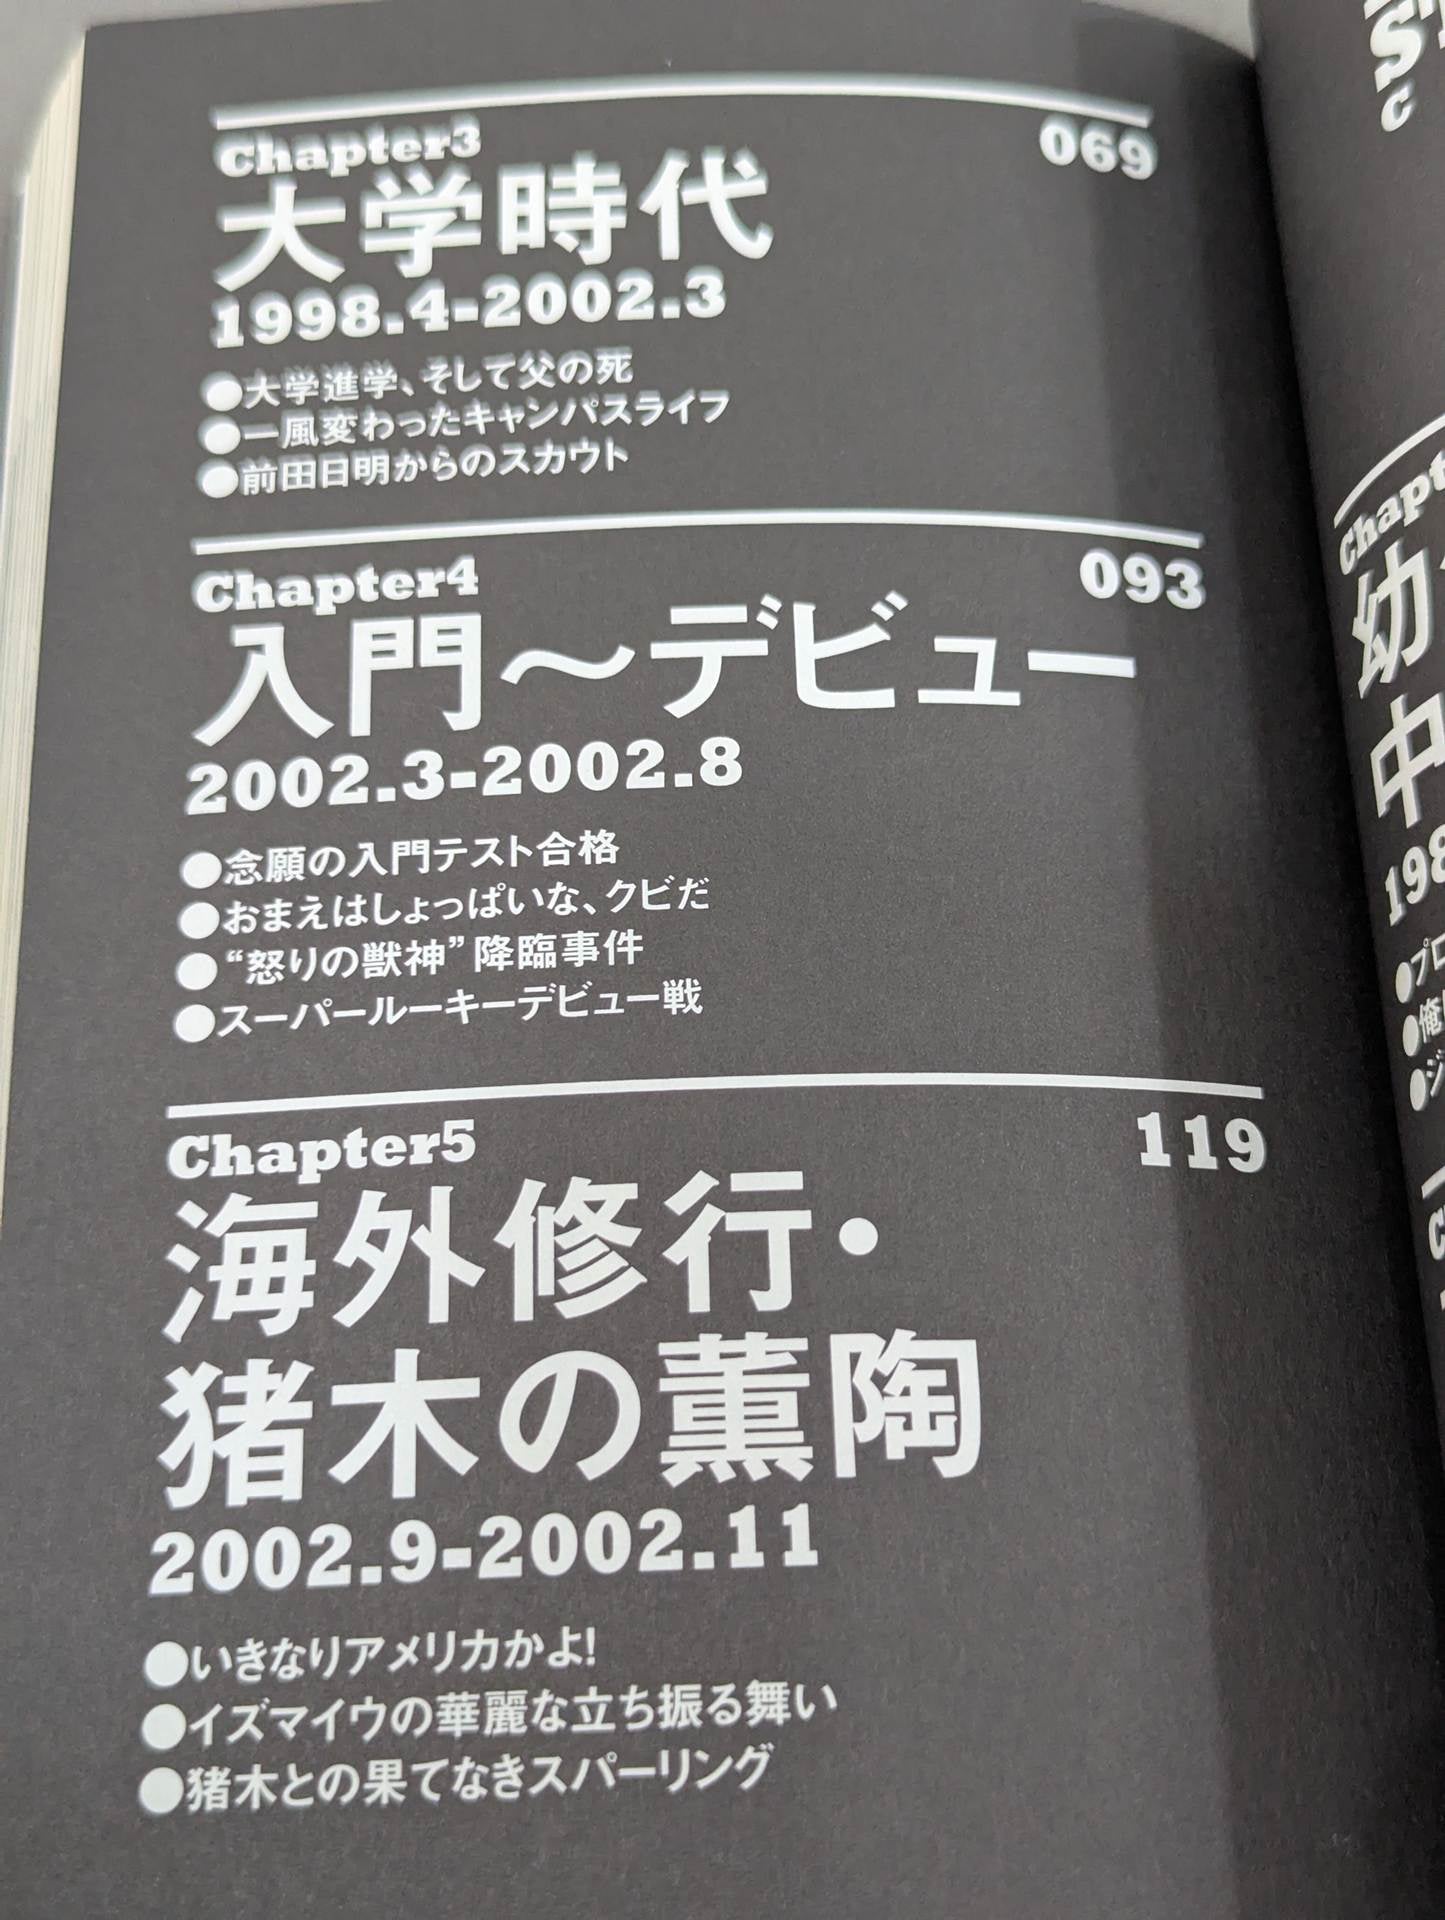 Chapter3
069
大学時代
1998.4-2002.3
●大学進学、そして父の死
●一風変わったキャンパスライフ
●前田日明からのスカウト
Chapter4
093
入門〜デビュー
2002.3-2002.8
●念願の入門テスト合格
●おまえはしょっぱいな、クビだ
●“怒りの獣神”降臨事件
●スーパールーキーデビュー戦
Chapter5
119
海外修行・
猪木の薫陶
2002.9-2002.11
●いきなりアメリカかよ!
●イズマイウの華麗な立ち振る舞い
●猪木との果てなきスパーリング